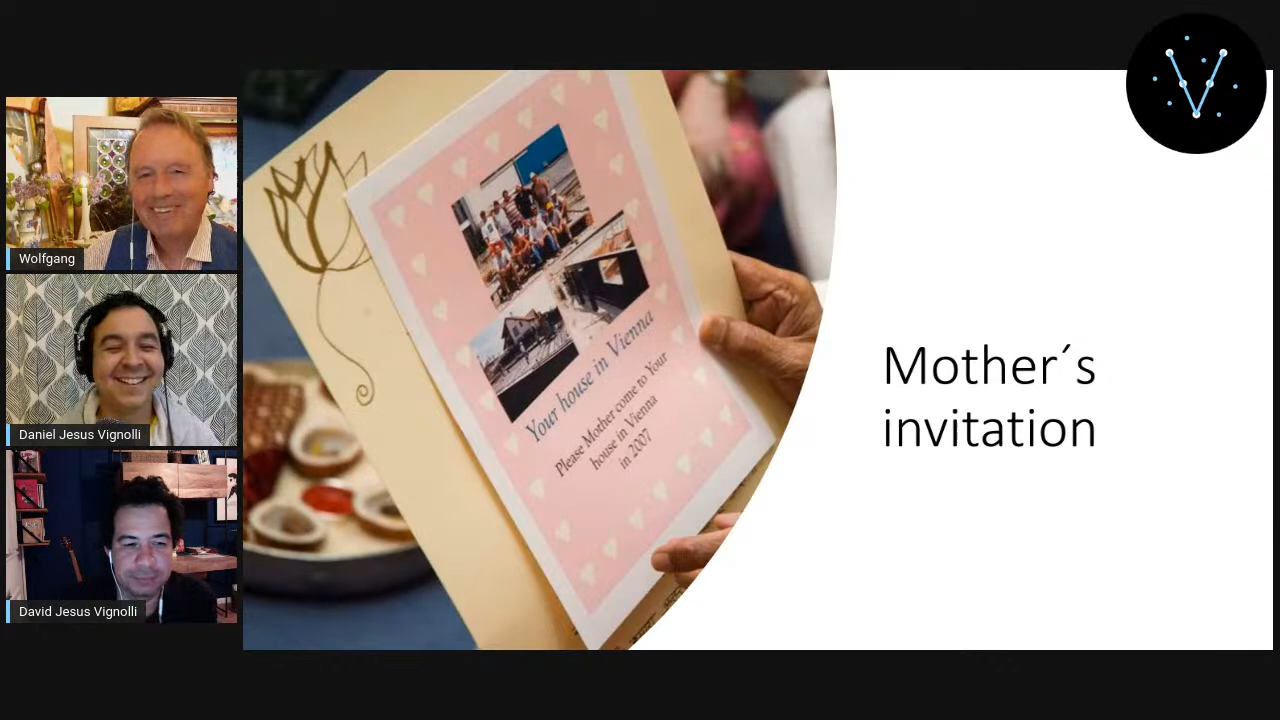 Wolfgang
Daniel Jesus Vignolli
David Jesus Vignolli
Your house in Vienna
Please Mother come to Your
house in Vienna
in 2007
Mother´s
invitation